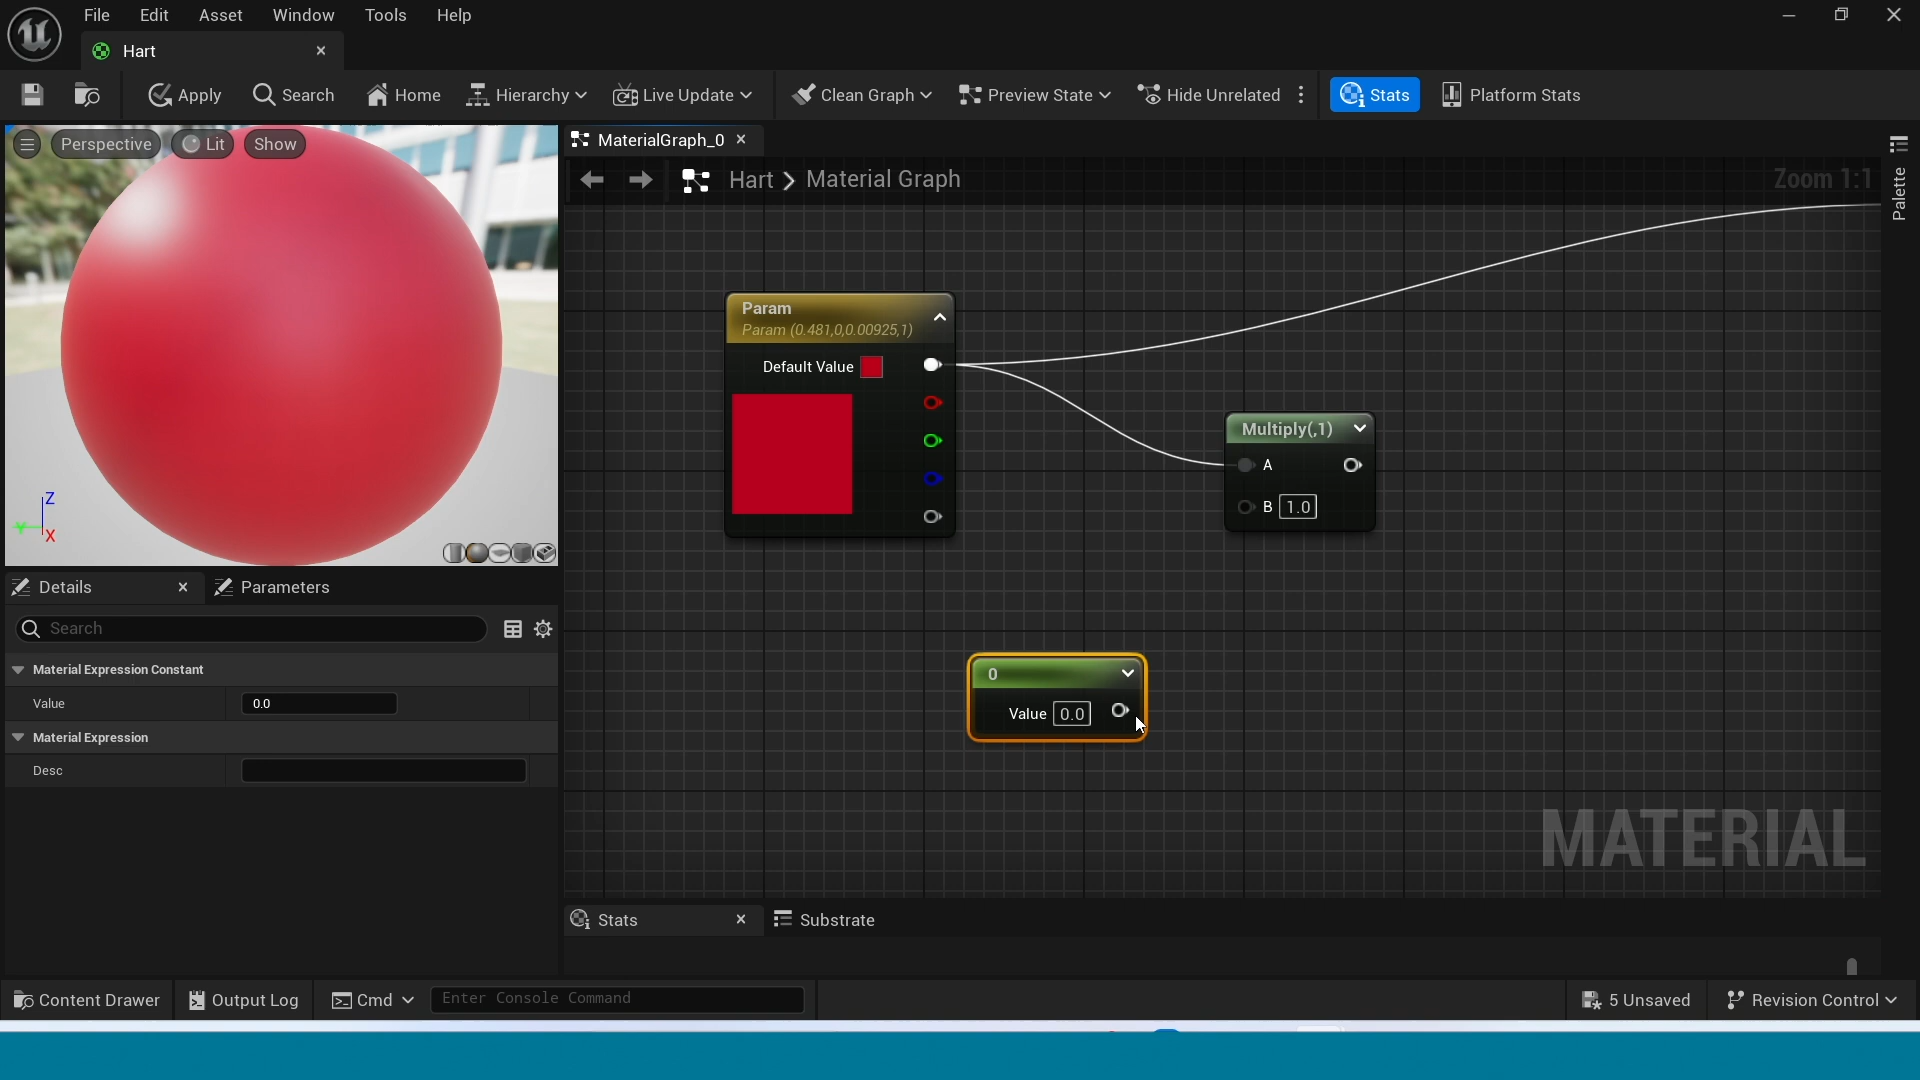 File Edit Asset Window Tools Help
Hart
Apply Search Home Hierarchy Live Update Clean Graph Preview State Hide Unrelated Stats Platform Stats
Perspective Lit Show
MaterialGraph_0
Hart Material Graph
Zoom 1:1
Palette
Param
Param (0.481,0,0.00925,1)
Default Value
Multiply(,1)
A
B 1.0
Z
Y
X
0
Value 0.0
MATERIAL
Details Parameters
Search
Material Expression Constant
Value 0.0
Material Expression
Desc
Stats Substrate
Content Drawer Output Log Cmd Enter Console Command 5 Unsaved Revision Control